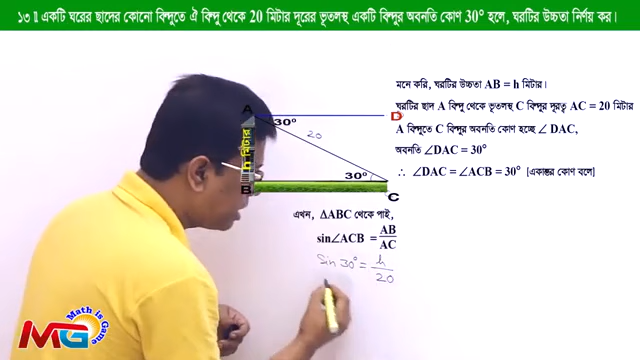 ১৩ ॥ একটি ঘরের ছাদের কোনো বিন্দুতে ঐ বিন্দু থেকে 20 মিটার দূরের ভূতলস্থ একটি বিন্দুর অবনতি কোণ 30° হলে, ঘরটির উচ্চতা নির্ণয় কর।
মনে করি, ঘরটির উচ্চতা AB = h মিটার।
ঘরটির ছাদ A বিন্দু থেকে ভূতলস্থ C বিন্দুর দূরত্ব AC = 20 মিটার
A বিন্দুতে C বিন্দুর অবনতি কোণ হচ্ছে ∠ DAC,
অবনতি ∠DAC = 30°
∴ ∠DAC = ∠ACB = 30° [একান্তর কোণ বলে]
A
D
30°
20
h মিটার
30°
B
C
এখন, ΔABC থেকে পাই,
sin∠ACB = AB/AC
Sin 30° = h/20
MG
Math is Game